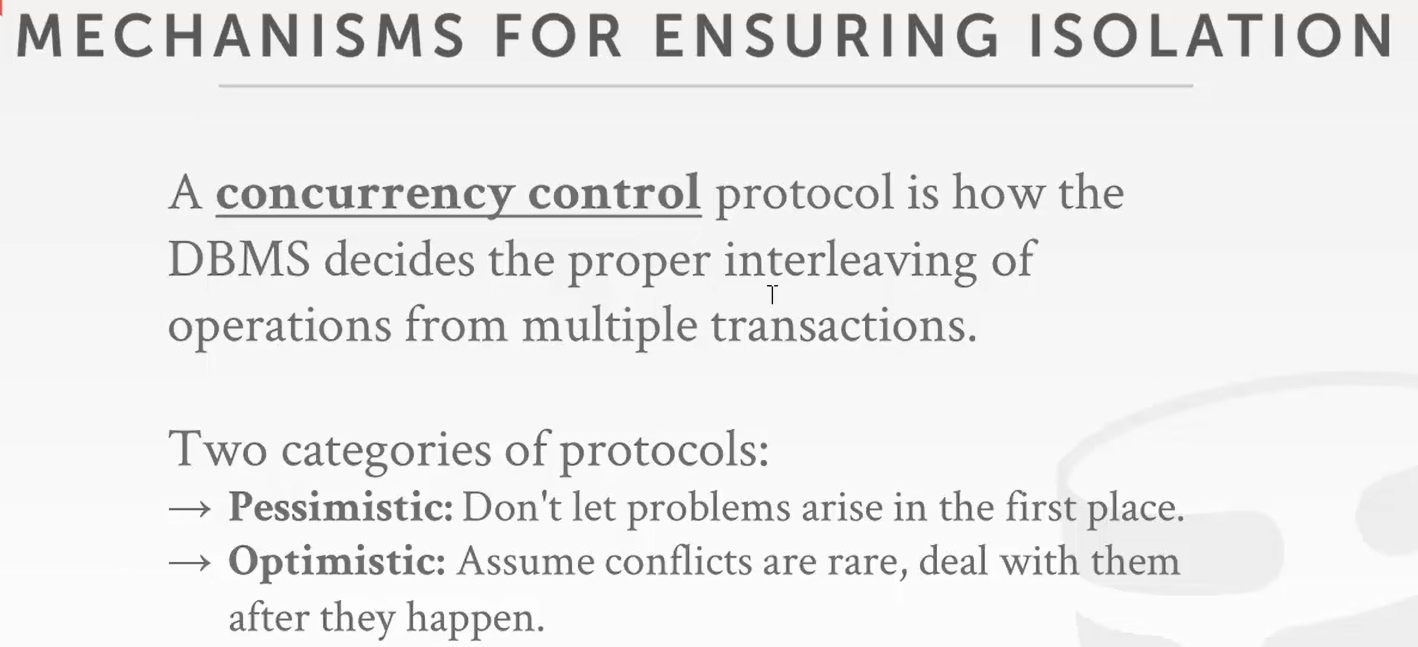 MECHANISMS FOR ENSURING ISOLATION
A concurrency control protocol is how the
DBMS decides the proper interleaving of
operations from multiple transactions.
Two categories of protocols:
→ Pessimistic: Don't let problems arise in the first place.
→ Optimistic: Assume conflicts are rare, deal with them
after they happen.